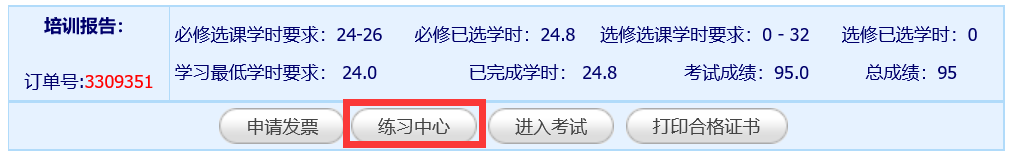 培训报告：
订单号:3309351
必修选课学时要求：24-26 必修已选学时：24.8 选修选课学时要求：0 - 32 选修已选学时：0
学习最低学时要求： 24.0 已完成学时： 24.8 考试成绩：95.0 总成绩：95
申请发票 练习中心 进入考试 打印合格证书